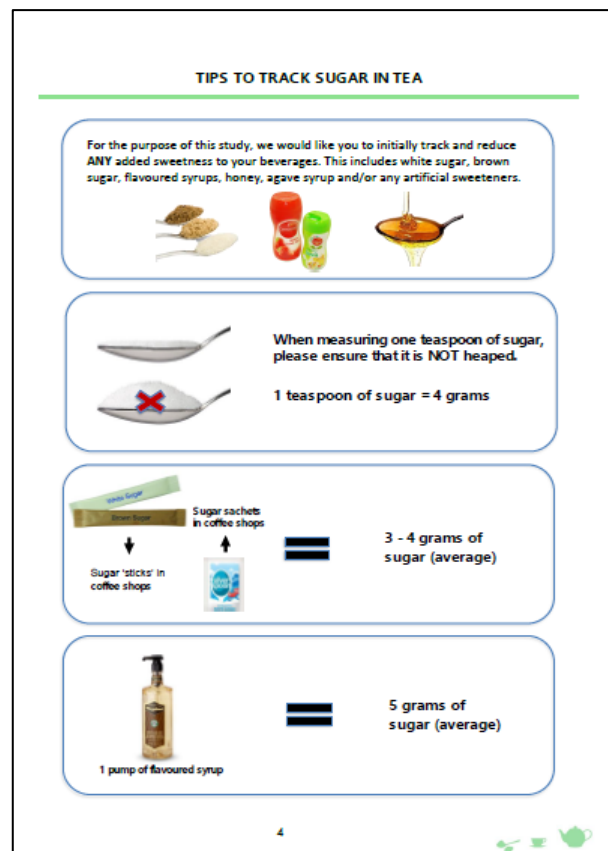 TIPS TO TRACK SUGAR IN TEA
For the purpose of this study, we would like you to initially track and reduce
ANY added sweetness to your beverages. This includes white sugar, brown
sugar, flavoured syrups, honey, agave syrup and/or any artificial sweeteners.
When measuring one teaspoon of sugar,
please ensure that it is NOT heaped.
1 teaspoon of sugar = 4 grams
White Sugar
Brown Sugar
Sugar sachets
in coffee shops
Sugar 'sticks' in
coffee shops
3 - 4 grams of
sugar (average)
1 pump of flavoured syrup
5 grams of
sugar (average)
4